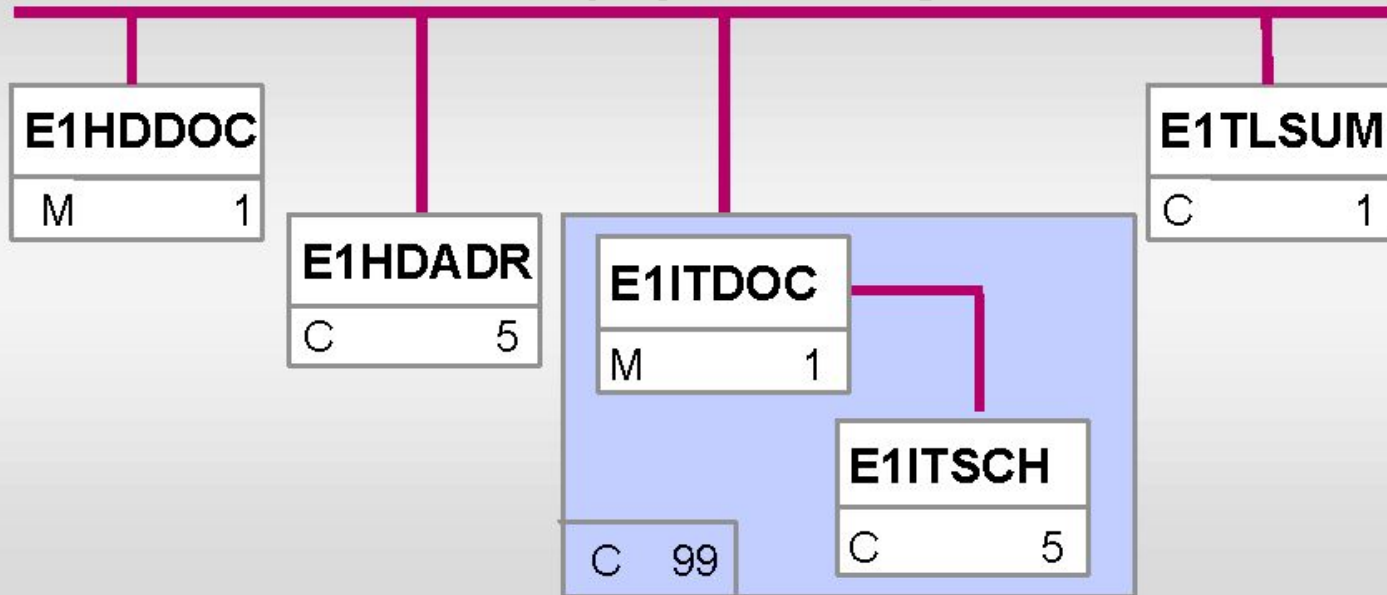 E1HDDOC
M 1
E1HDADR
C 5
E1ITDOC
M 1
E1ITSCH
C 5
C 99
E1TLSUM
C 1